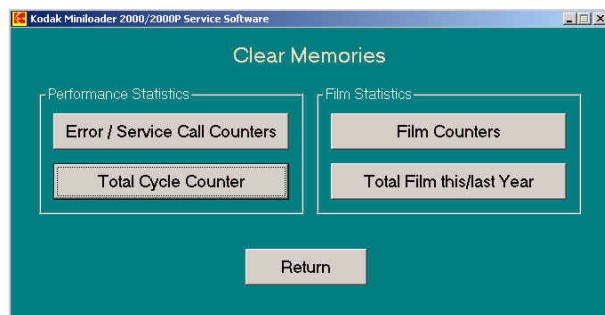 Kodak Miniloader 2000/2000P Service Software
Clear Memories
Performance Statistics
Error / Service Call Counters
Total Cycle Counter
Film Statistics
Film Counters
Total Film this/last Year
Return